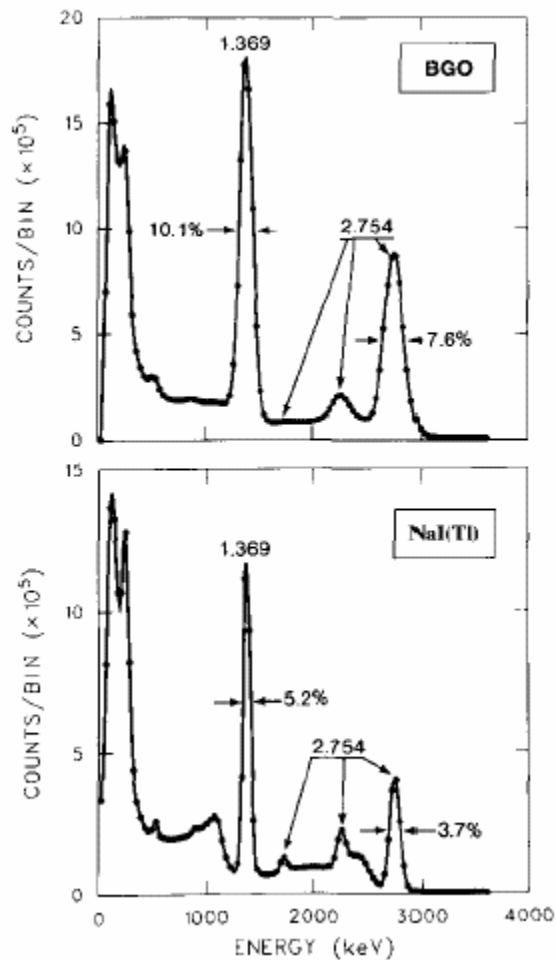 20
1.369
BGO
15
10.1%
2.754
10
7.6%
5
0
COUNTS/BIN (×10⁵)
15
1.369
NaI(Tl)
10
5.2%
2.754
5
3.7%
0
COUNTS/BIN (×10⁵)
0 1000 2000 3000 4000
ENERGY (keV)